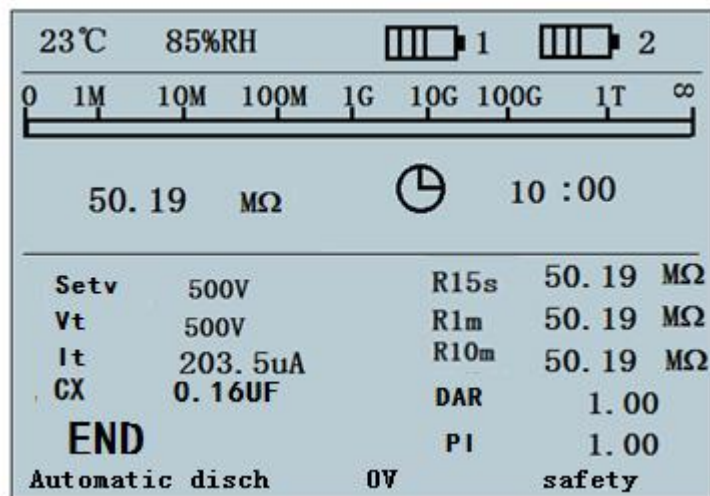 23℃ 85%RH 1 2
0 1M 10M 100M 1G 10G 100G 1T ∞
50.19 MΩ 10:00
Setv 500V R15s 50.19 MΩ
Vt 500V R1m 50.19 MΩ
It 203.5uA R10m 50.19 MΩ
CX 0.16UF DAR 1.00
END PI 1.00
Automatic disch 0V safety